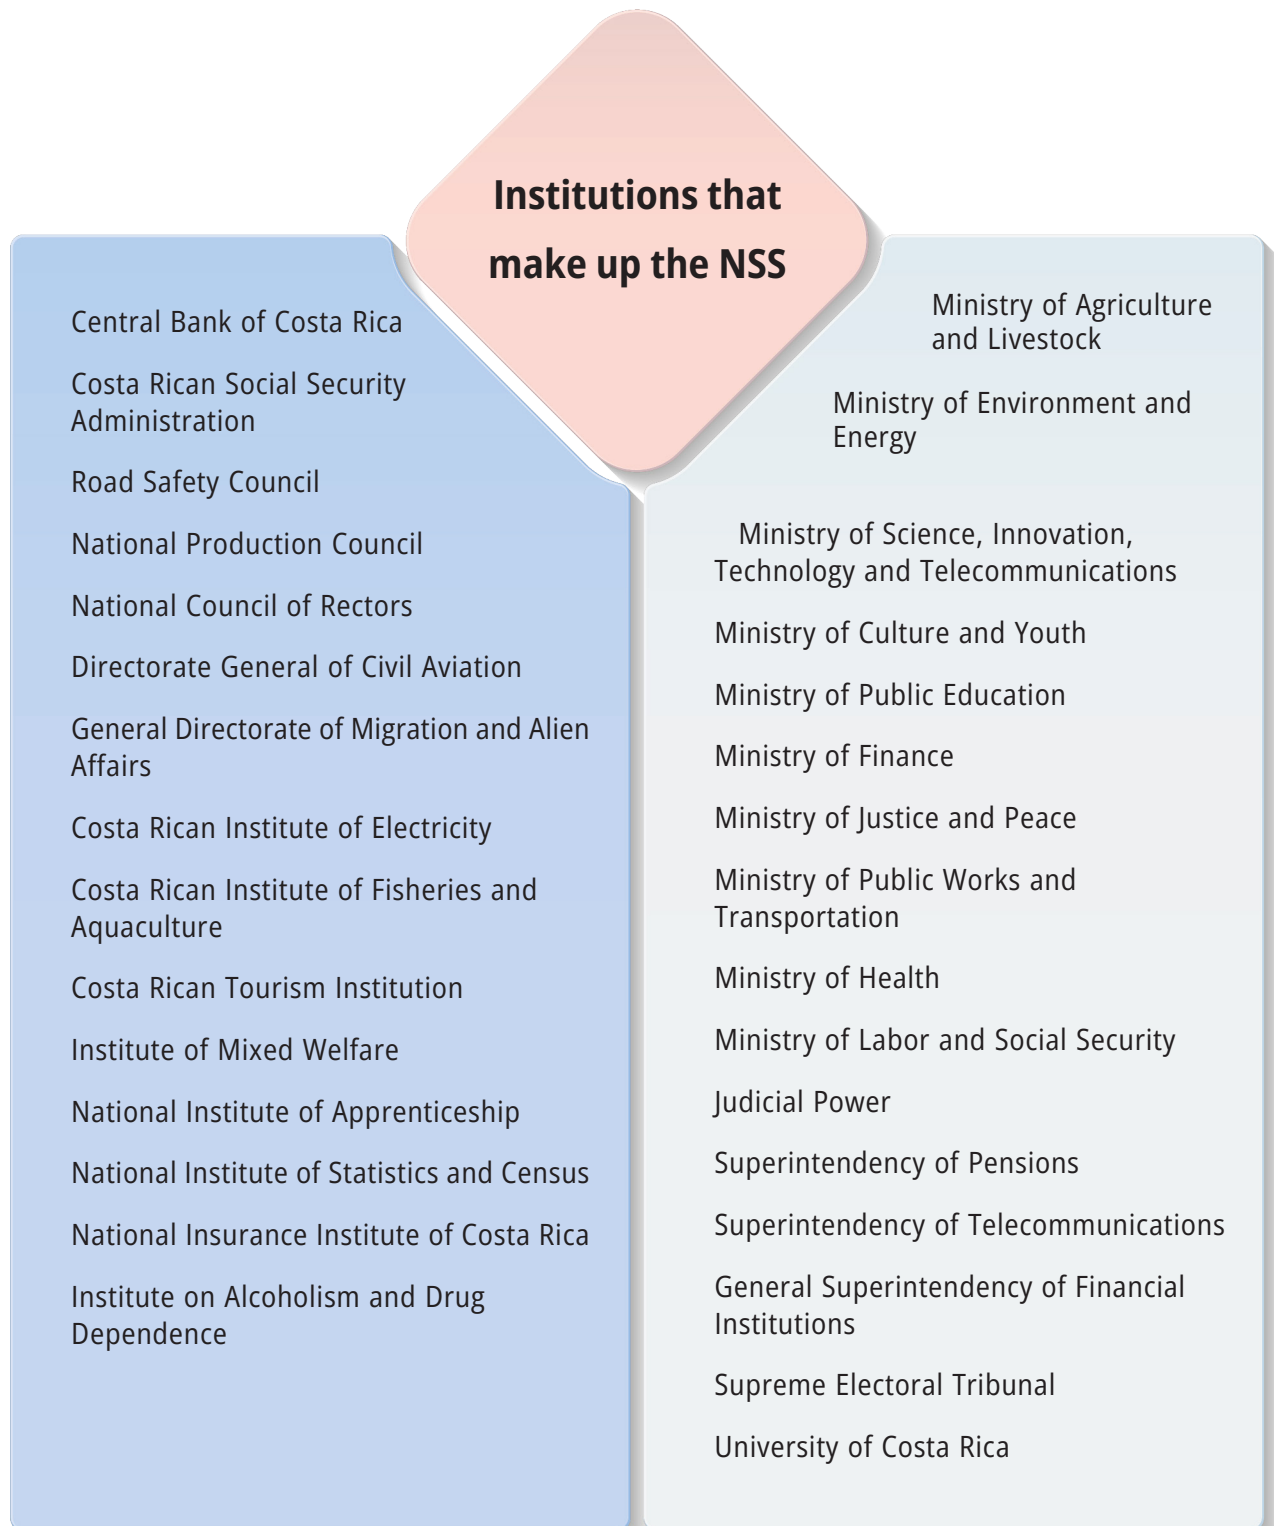 Institutions that
make up the NSS
Central Bank of Costa Rica
Costa Rican Social Security
Administration
Road Safety Council
National Production Council
National Council of Rectors
Directorate General of Civil Aviation
General Directorate of Migration and Alien
Affairs
Costa Rican Institute of Electricity
Costa Rican Institute of Fisheries and
Aquaculture
Costa Rican Tourism Institution
Institute of Mixed Welfare
National Institute of Apprenticeship
National Institute of Statistics and Census
National Insurance Institute of Costa Rica
Institute on Alcoholism and Drug
Dependence
Ministry of Agriculture
and Livestock
Ministry of Environment and
Energy
Ministry of Science, Innovation,
Technology and Telecommunications
Ministry of Culture and Youth
Ministry of Public Education
Ministry of Finance
Ministry of Justice and Peace
Ministry of Public Works and
Transportation
Ministry of Health
Ministry of Labor and Social Security
Judicial Power
Superintendency of Pensions
Superintendency of Telecommunications
General Superintendency of Financial
Institutions
Supreme Electoral Tribunal
University of Costa Rica